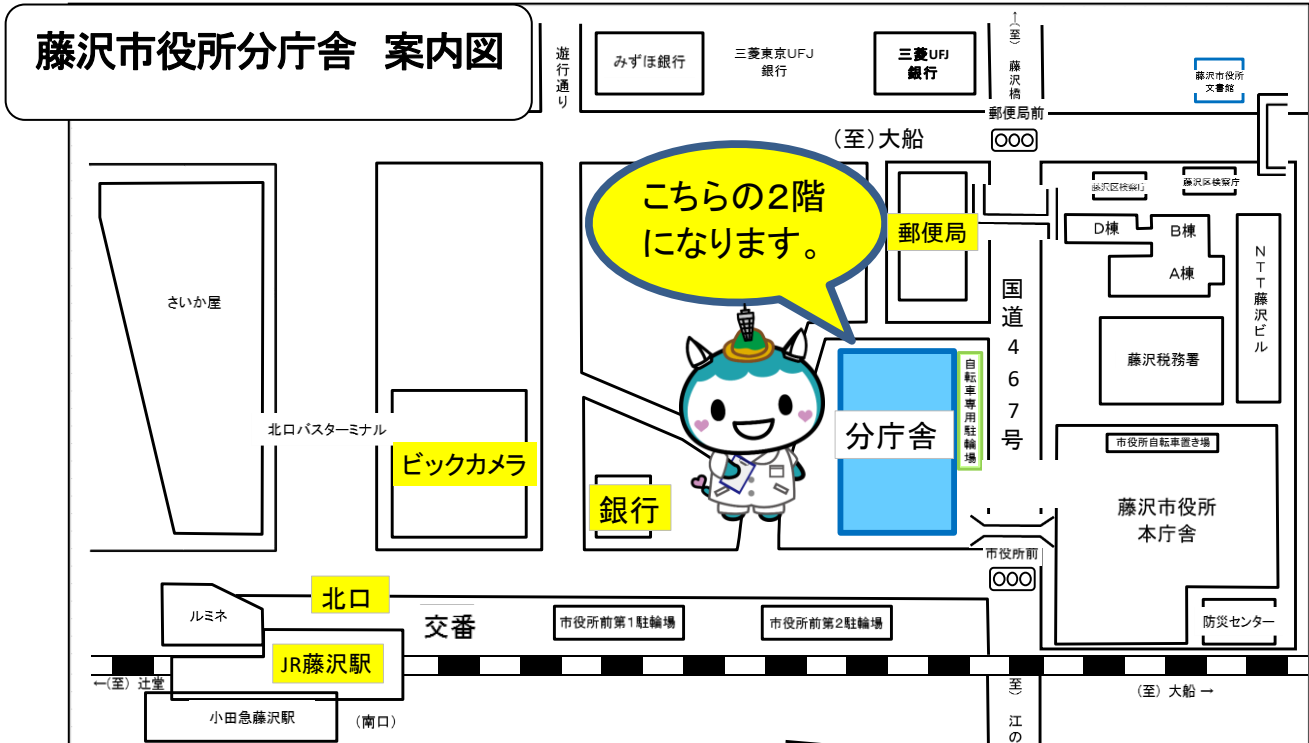 藤沢市役所分庁舎 案内図
遊行通り
みずほ銀行
三菱東京UFJ
銀行
三菱UFJ
銀行
(至) 藤沢橋
郵便局前
藤沢市役所
文書館
(至)大船
こちらの2階
になります。
郵便局
藤沢区検察庁
藤沢区検察庁
D棟
B棟
A棟
NTT藤沢ビル
さいか屋
国道467号
藤沢税務署
自転車専用駐輪場
分庁舎
北口バスターミナル
ビックカメラ
市役所自転車置き場
銀行
藤沢市役所
本庁舎
市役所前
ルミネ
北口
交番
市役所前第1駐輪場
市役所前第2駐輪場
防災センター
JR藤沢駅
←(至) 辻堂
(至) 大船→
小田急藤沢駅
(南口)
至) 江の